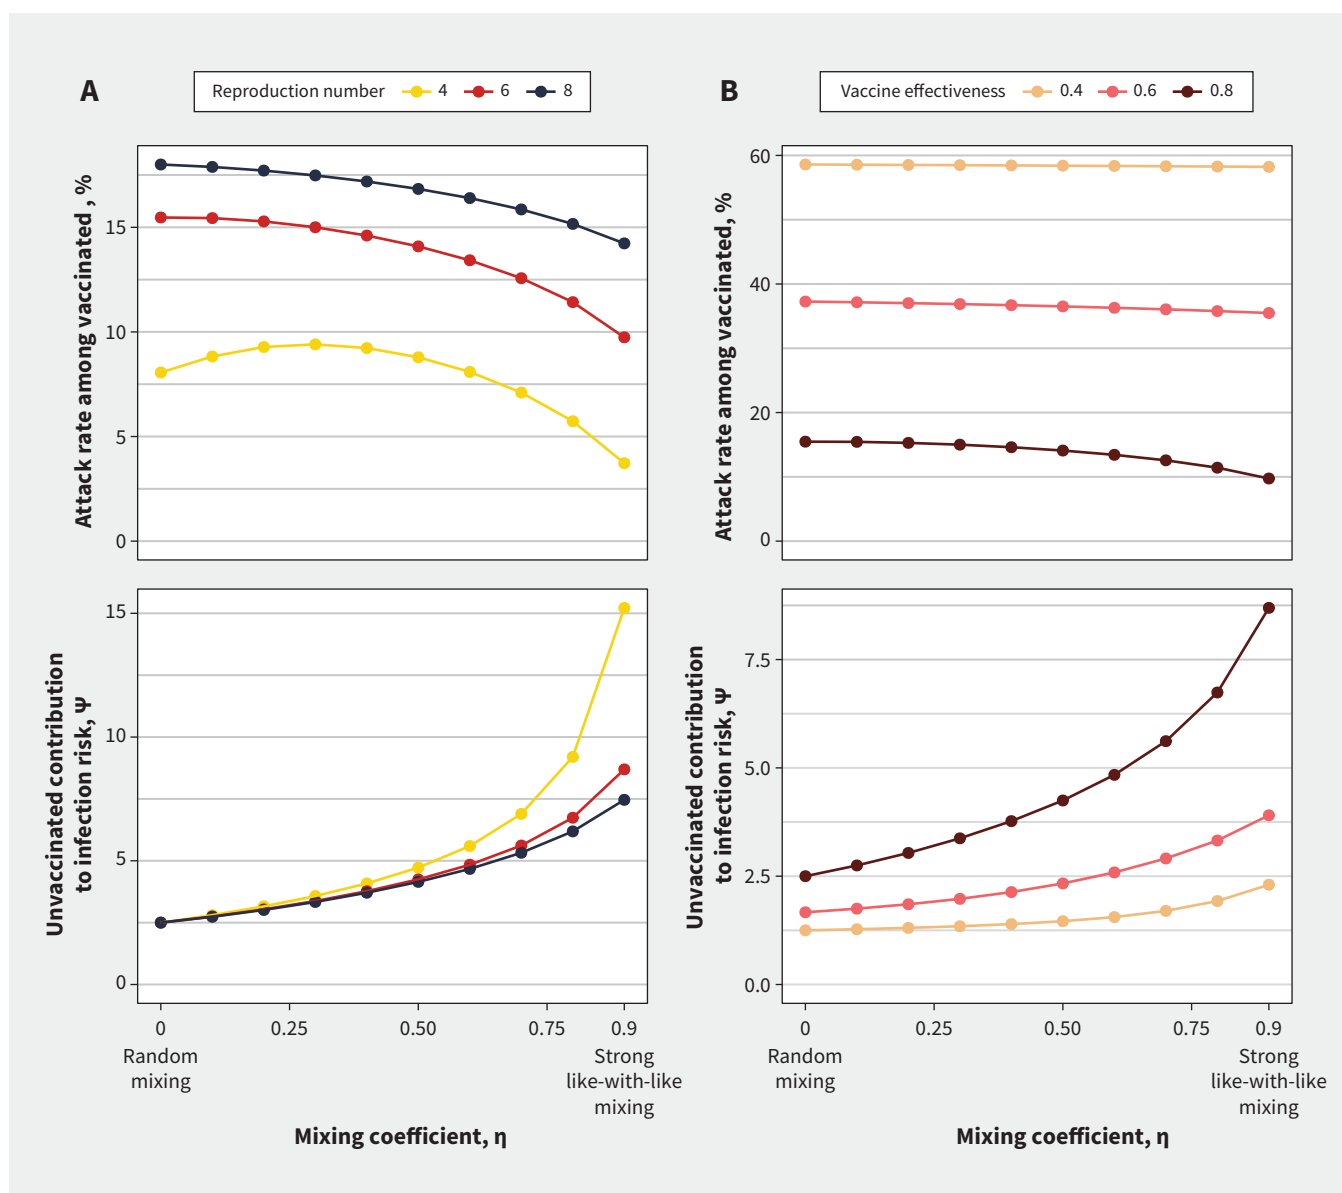 A
Reproduction number 4 6 8
Attack rate among vaccinated , %
15
10
5
0
Unvaccinated contribution
to infection risk, Ψ
15
10
5
0
0 0.25 0.50 0.75 0.9
Random
mixing
Strong
like-with-like
mixing
Mixing coefficient, η
B
Vaccine effectiveness 0.4 0.6 0.8
Attack rate among vaccinated, %
60
40
20
0
Unvaccinated contribution
to infection risk, Ψ
7.5
5.0
2.5
0.0
0 0.25 0.50 0.75 0.9
Random
mixing
Strong
like-with-like
mixing
Mixing coefficient, η